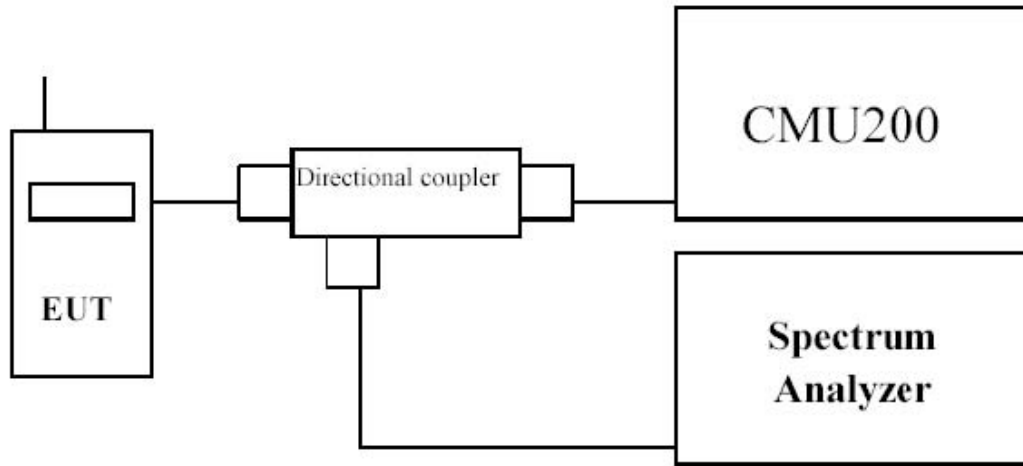 CMU200
Directional coupler
EUT
Spectrum
Analyzer